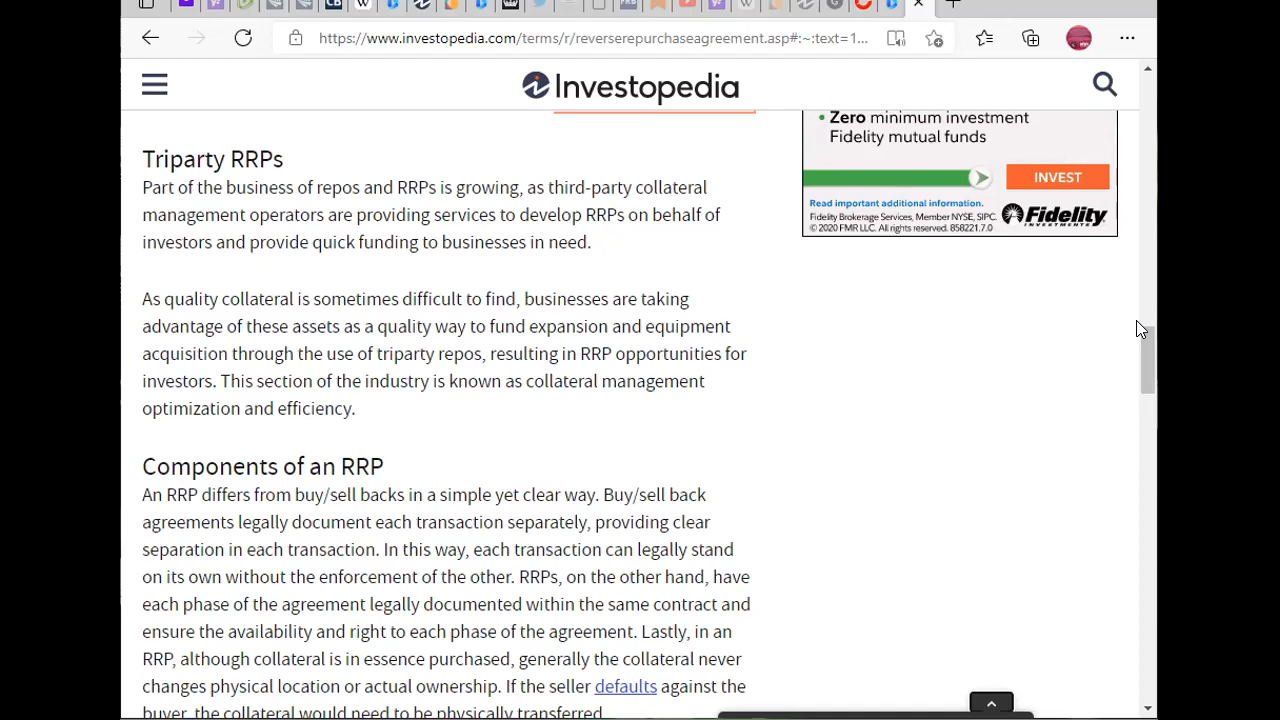 CB
W
https://www.investopedia.com/terms/r/reverserepurchaseagreement.asp#:~:text=1...
Investopedia
• Zero minimum investment
Fidelity mutual funds
INVEST
Read important additional information.
Fidelity Brokerage Services, Member NYSE, SIPC.
© 2020 FMR LLC. All rights reserved. 858221.7.0
Fidelity
INVESTMENTS
Triparty RRPs
Part of the business of repos and RRPs is growing, as third-party collateral
management operators are providing services to develop RRPs on behalf of
investors and provide quick funding to businesses in need.
As quality collateral is sometimes difficult to find, businesses are taking
advantage of these assets as a quality way to fund expansion and equipment
acquisition through the use of triparty repos, resulting in RRP opportunities for
investors. This section of the industry is known as collateral management
optimization and efficiency.
Components of an RRP
An RRP differs from buy/sell backs in a simple yet clear way. Buy/sell back
agreements legally document each transaction separately, providing clear
separation in each transaction. In this way, each transaction can legally stand
on its own without the enforcement of the other. RRPs, on the other hand, have
each phase of the agreement legally documented within the same contract and
ensure the availability and right to each phase of the agreement. Lastly, in an
RRP, although collateral is in essence purchased, generally the collateral never
changes physical location or actual ownership. If the seller defaults against the
buyer, the collateral would need to be physically transferred.